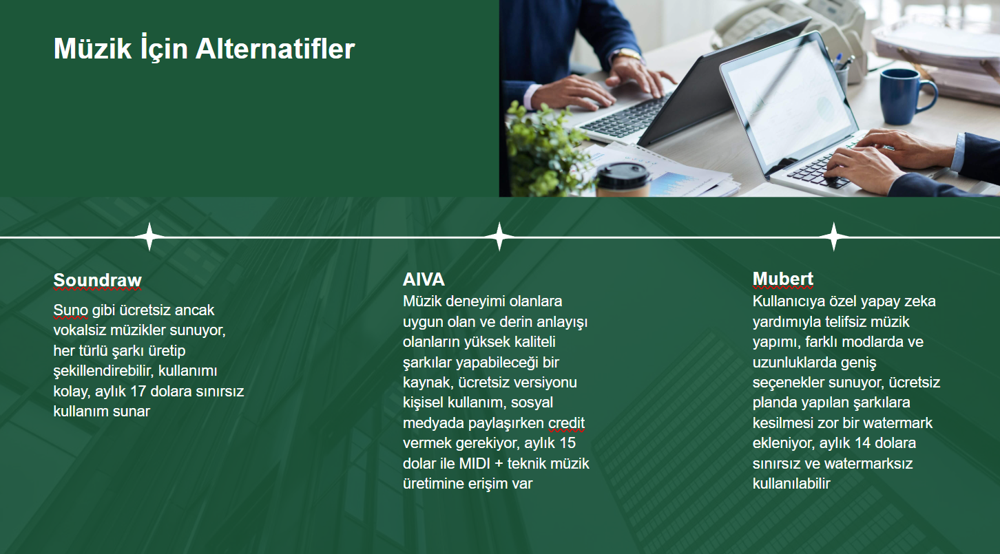 Müzik İçin Alternatifler
Soundraw
Suno gibi ücretsiz ancak
vokalsiz müzikler sunuyor,
her türlü şarkı üretip
şekillendirebilir, kullanımı
kolay, aylık 17 dolara sınırsız
kullanım sunar
AIVA
Müzik deneyimi olanlara
uygun olan ve derin anlayışı
olanların yüksek kaliteli
şarkılar yapabileceği bir
kaynak, ücretsiz versiyonu
kişisel kullanım, sosyal
medyada paylaşırken credit
vermek gerekiyor, aylık 15
dolar ile MIDI + teknik müzik
üretimine erişim var
Mubert
Kullanıcıya özel yapay zeka
yardımıyla telifsiz müzik
yapımı, farklı modlarda ve
uzunluklarda geniş
seçenekler sunuyor, ücretsiz
planda yapılan şarkılara
kesilmesi zor bir watermark
ekleniyor, aylık 14 dolara
sınırsız ve watermarksız
kullanılabilir